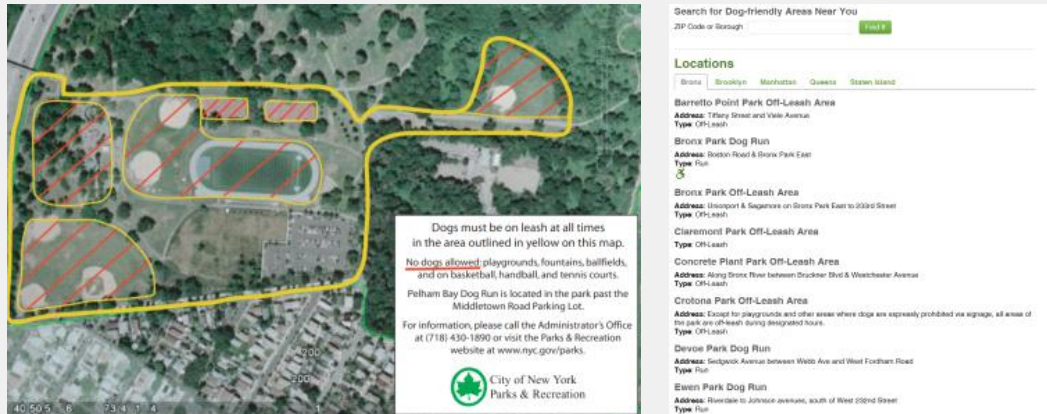 Dogs must be on leash at all times
in the area outlined in yellow on this map.
No dogs allowed: playgrounds, fountains, ballfields,
and on basketball, handball, and tennis courts.
Pelham Bay Dog Run is located in the park past the
Middletown Road Parking Lot.
For information, please call the Administrator's Office
at (718) 430-1890 or visit the Parks & Recreation
website at www.nyc.gov/parks.
City of New York
Parks & Recreation
200
200
Search for Dog-friendly Areas Near You
ZIP Code or Borough
Find it
Locations
Bronx Brooklyn Manhattan Queens Staten Island
Barretto Point Park Off-Leash Area
Address: Tiffany Street and Viele Avenue
Type: Off-Leash
Bronx Park Dog Run
Address: Boston Road & Bronx Park East
Type: Run
Bronx Park Off-Leash Area
Address: Unionport & Sagamore on Bronx Park East to 233rd Street
Type: Off-Leash
Claremont Park Off-Leash Area
Type: Off-Leash
Concrete Plant Park Off-Leash Area
Address: Along Bronx River between Bruckner Blvd & Westchester Avenue
Type: Off-Leash
Crotona Park Off-Leash Area
Address: Except for playgrounds and other areas where dogs are expressly prohibited via signage, all areas of
the park are off-leash during designated hours.
Type: Off-Leash
Devoe Park Dog Run
Address: Sedgwick Avenue between Webb Ave and West Fordham Road
Type: Run
Ewen Park Dog Run
Address: Riverdale to Johnson avenues, south of West 232nd Street
Type: Run